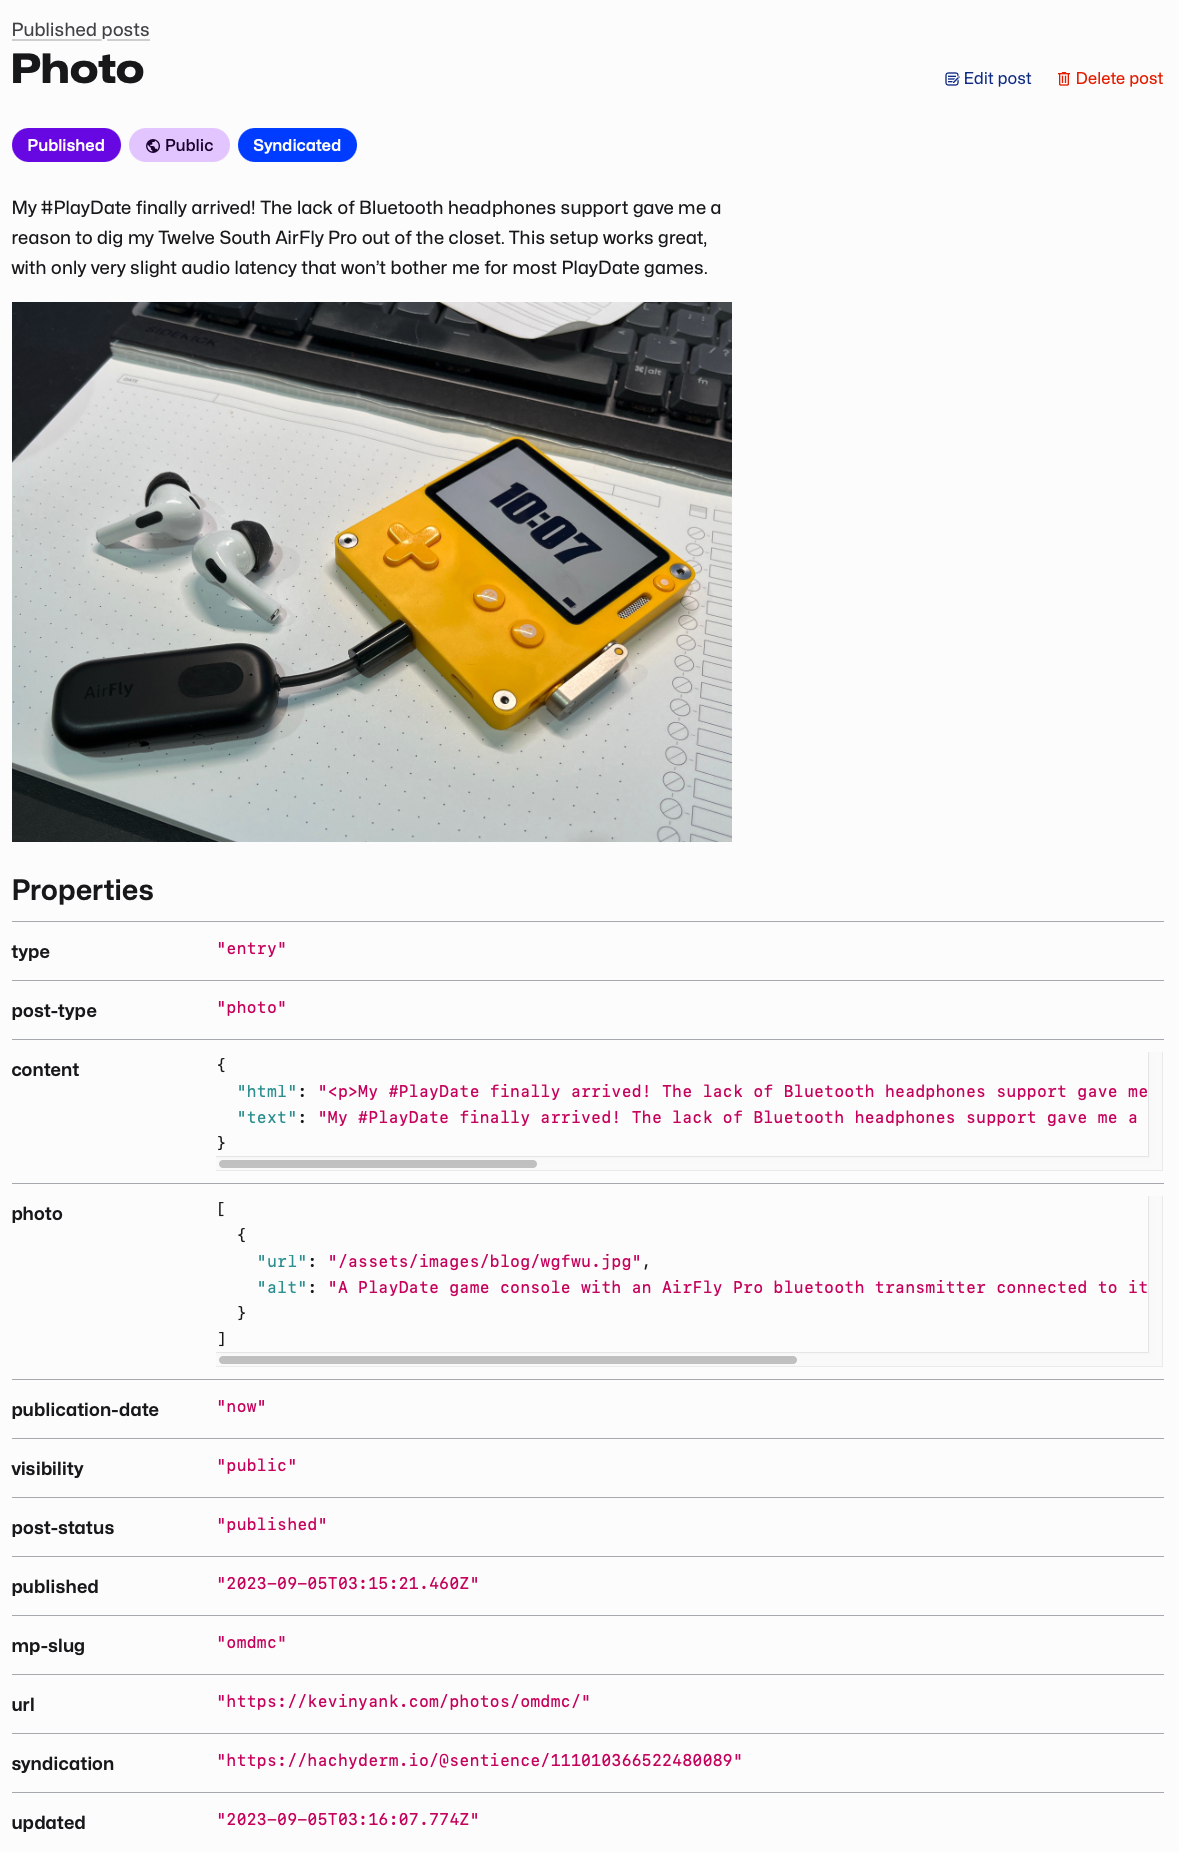 Published posts
Photo
Edit post
Delete post
Published
Public
Syndicated
My #PlayDate finally arrived! The lack of Bluetooth headphones support gave me a
reason to dig my Twelve South AirFly Pro out of the closet. This setup works great,
with only very slight audio latency that won’t bother me for most PlayDate games.
SIDEKICK
⌘/alt
fn
DATE
10:07
AirFly
Properties
type
"entry"
post-type
"photo"
content
{
"html": "<p>My #PlayDate finally arrived! The lack of Bluetooth headphones support gave me
"text": "My #PlayDate finally arrived! The lack of Bluetooth headphones support gave me a
}
photo
[
{
"url": "/assets/images/blog/wgfwu.jpg",
"alt": "A PlayDate game console with an AirFly Pro bluetooth transmitter connected to it
}
]
publication-date
"now"
visibility
"public"
post-status
"published"
published
"2023-09-05T03:15:21.460Z"
mp-slug
"omdmc"
url
"https://kevinyank.com/photos/omdmc/"
syndication
"https://hachyderm.io/@sentience/111010366522480089"
updated
"2023-09-05T03:16:07.774Z"